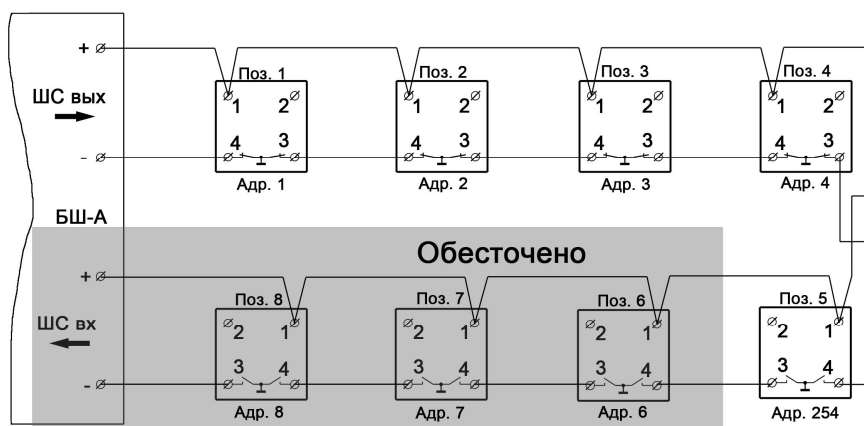 +
ШС вых
-
Поз. 1 Поз. 2 Поз. 3 Поз. 4
1 2 1 2 1 2 1 2
4 3 4 3 4 3 4 3
Адр. 1 Адр. 2 Адр. 3 Адр. 4
БШ-А
Обесточено
+
ШС вх
-
Поз. 8 Поз. 7 Поз. 6 Поз. 5
2 1 2 1 2 1 2 1
3 4 3 4 3 4 3 4
Адр. 8 Адр. 7 Адр. 6 Адр. 254